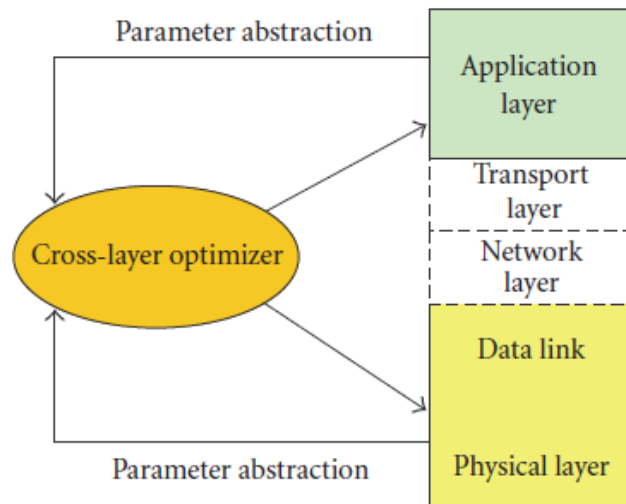 Parameter abstraction
Application
layer
Transport
layer
Cross-layer optimizer
Network
layer
Data link
Physical layer
Parameter abstraction